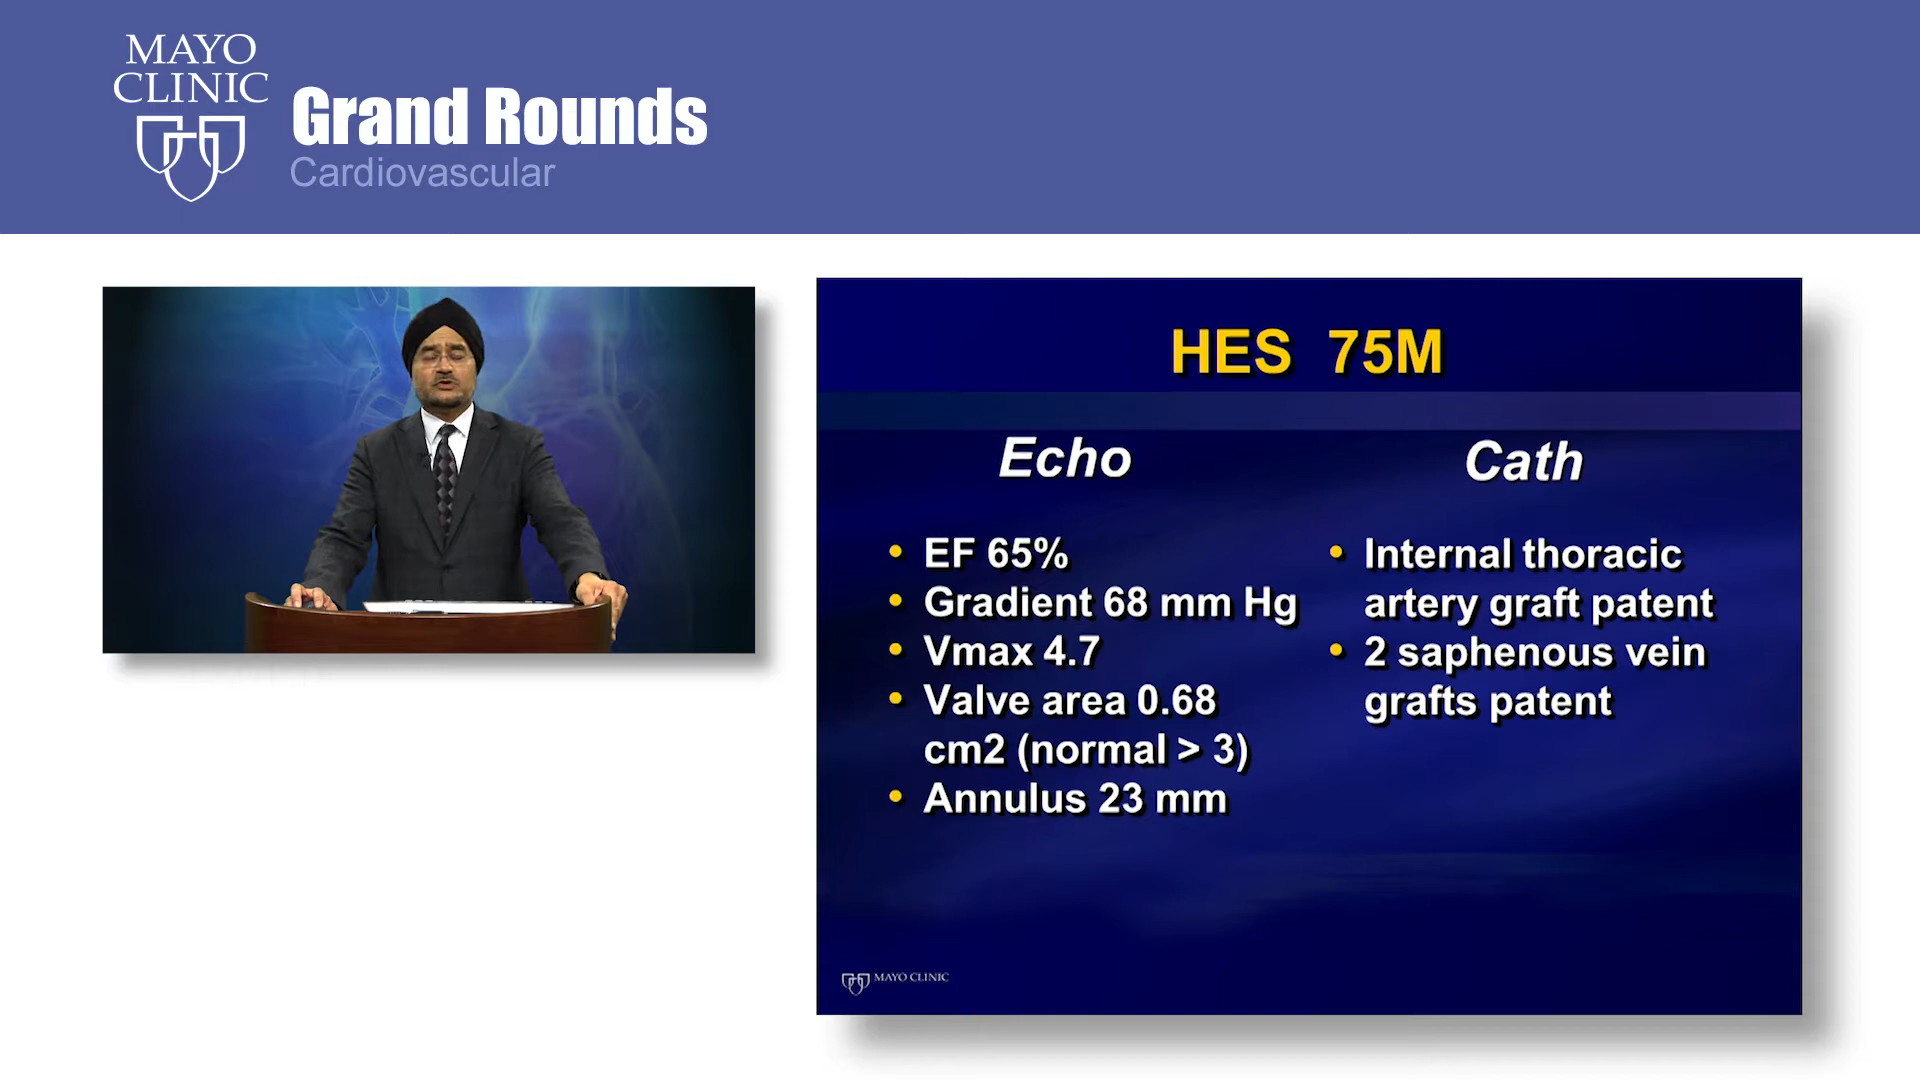 MAYO
CLINIC
Grand Rounds
Cardiovascular
HES 75M
Echo
• EF 65%
• Gradient 68 mm Hg
• Vmax 4.7
• Valve area 0.68
cm2 (normal > 3)
• Annulus 23 mm
Cath
• Internal thoracic
artery graft patent
• 2 saphenous vein
grafts patent
MAYO CLINIC